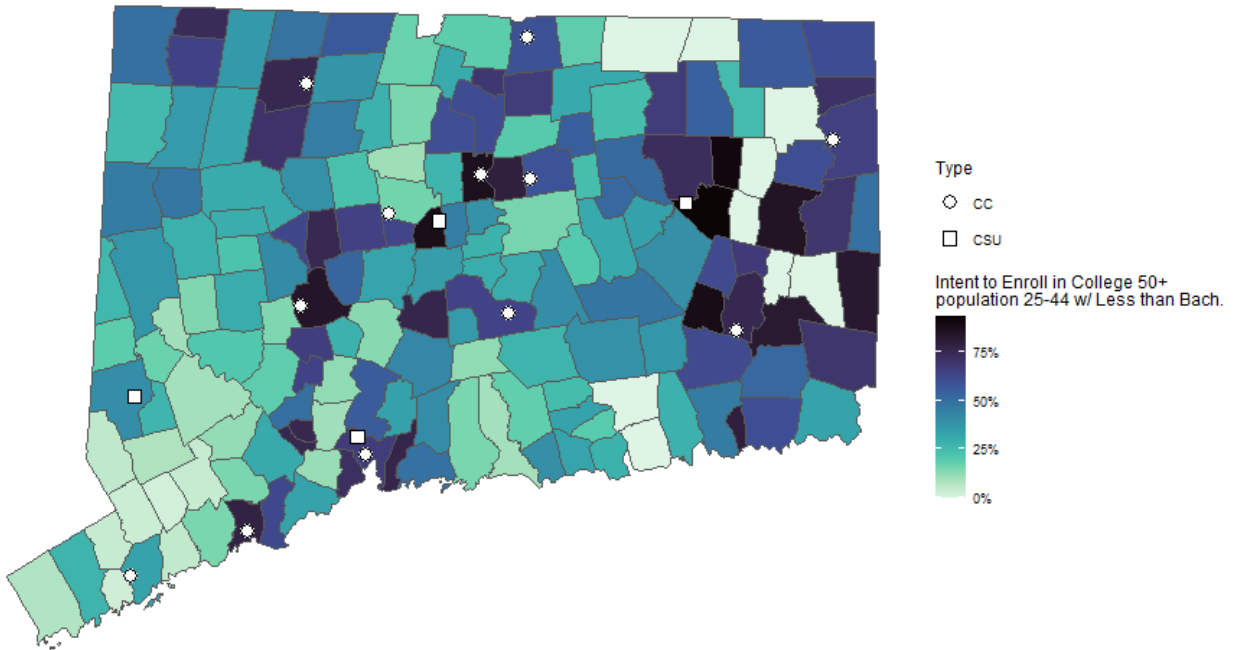 Type
CC
CSU
Intent to Enroll in College 50+
population 25-44 w/ Less than Bach.
75%
50%
25%
0%